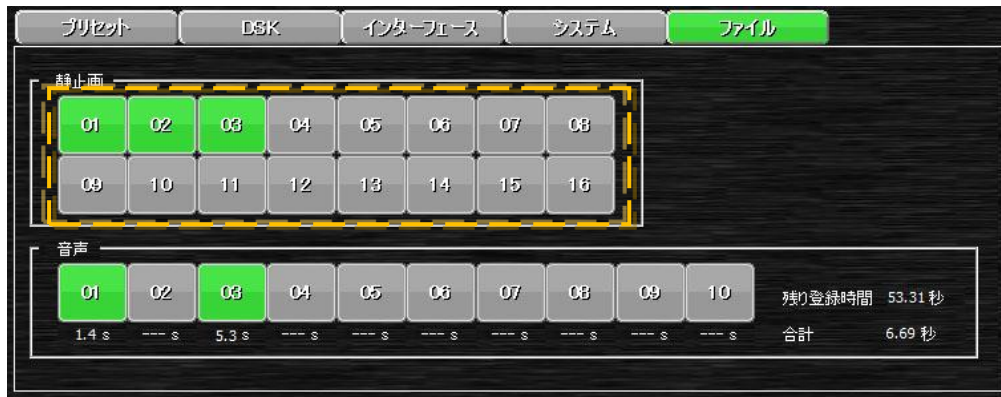 プリセット DSK インターフェース システム ファイル
静止画
01 02 03 04 05 06 07 08
09 10 11 12 13 14 15 16
音声
01 02 03 04 05 06 07 08 09 10
残り登録時間 53.31 秒
1.4 s --- s 5.3 s --- s --- s --- s --- s --- s --- s --- s
合計 6.69 秒